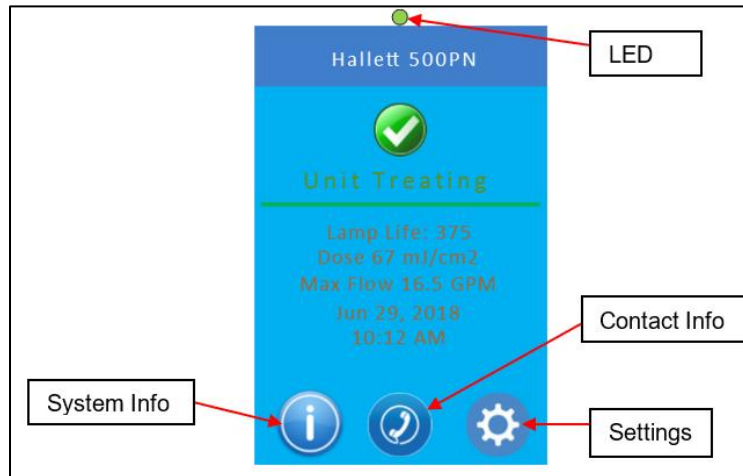 LED
Hallett 500PN
Unit Treating
Lamp Life: 375
Dose 67 mJ/cm2
Max Flow 16.5 GPM
Jun 29, 2018
10:12 AM
Contact Info
System Info
Settings